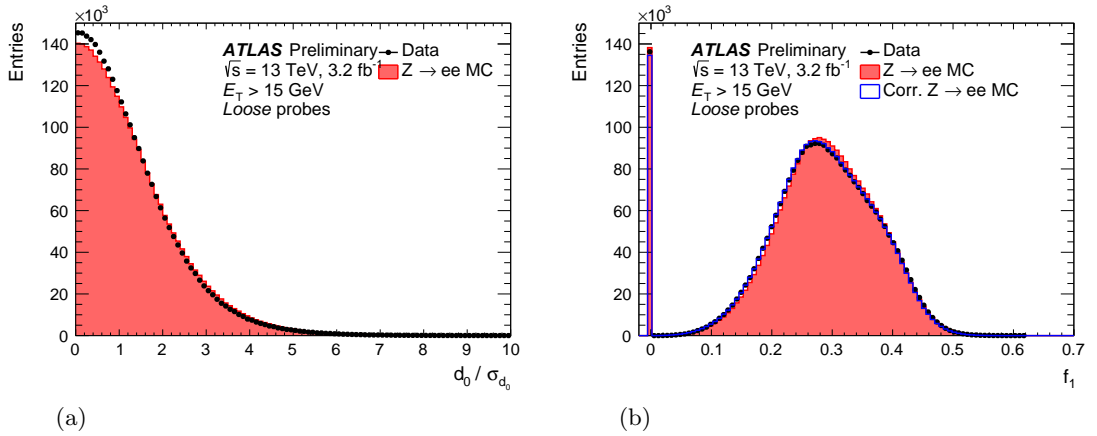 ×10³
Entries
140
120
100
80
60
40
20
0
ATLAS Preliminary
√s = 13 TeV, 3.2 fb⁻¹
E_T > 15 GeV
Loose probes
Data
Z → ee MC
0 1 2 3 4 5 6 7 8 9 10
d₀ / σ_d₀
(a)
×10³
Entries
140
120
100
80
60
40
20
0
ATLAS Preliminary
√s = 13 TeV, 3.2 fb⁻¹
E_T > 15 GeV
Loose probes
Data
Z → ee MC
Corr. Z → ee MC
0 0.1 0.2 0.3 0.4 0.5 0.6 0.7
f₁
(b)